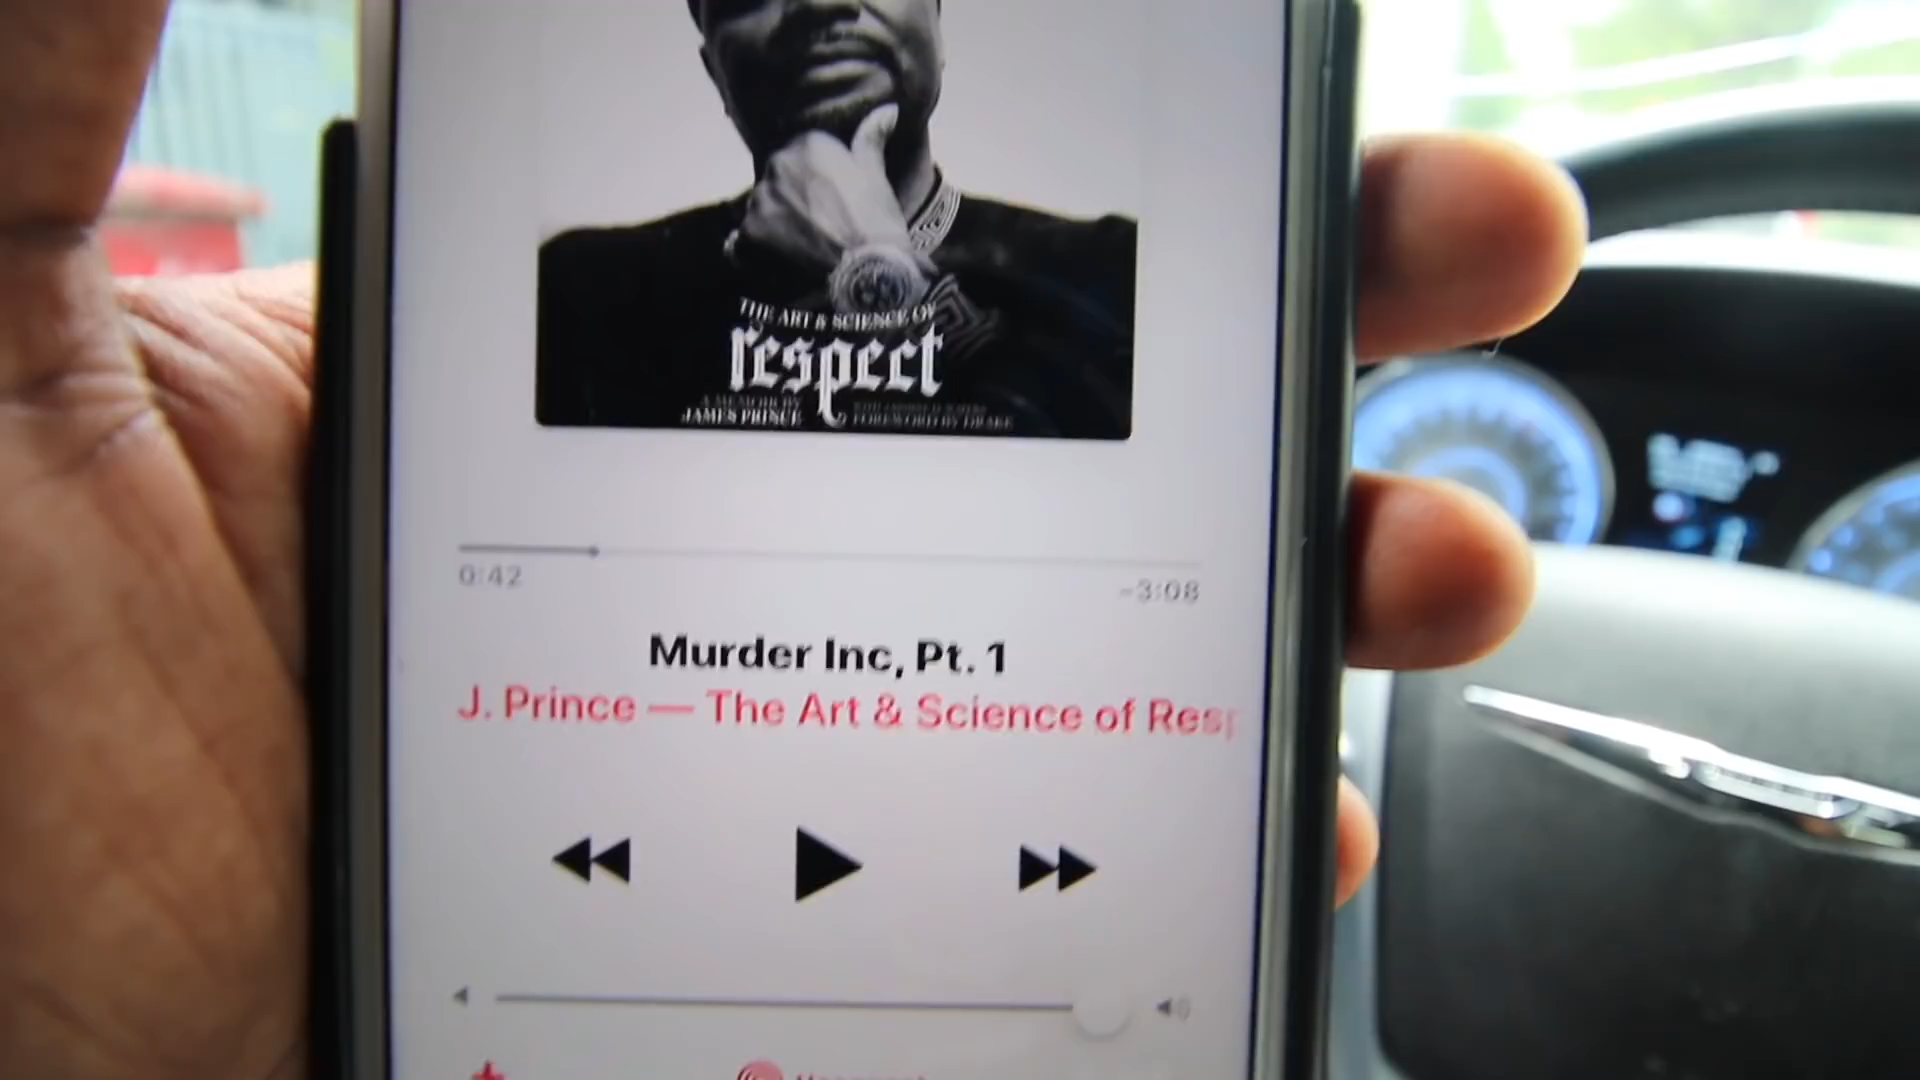 THE ART & SCIENCE OF
respect
A MEMOIR BY
JAMES PRINCE
FOREWORD BY DRAKE
0:42
-3:08
Murder Inc, Pt. 1
J. Prince — The Art & Science of Resp